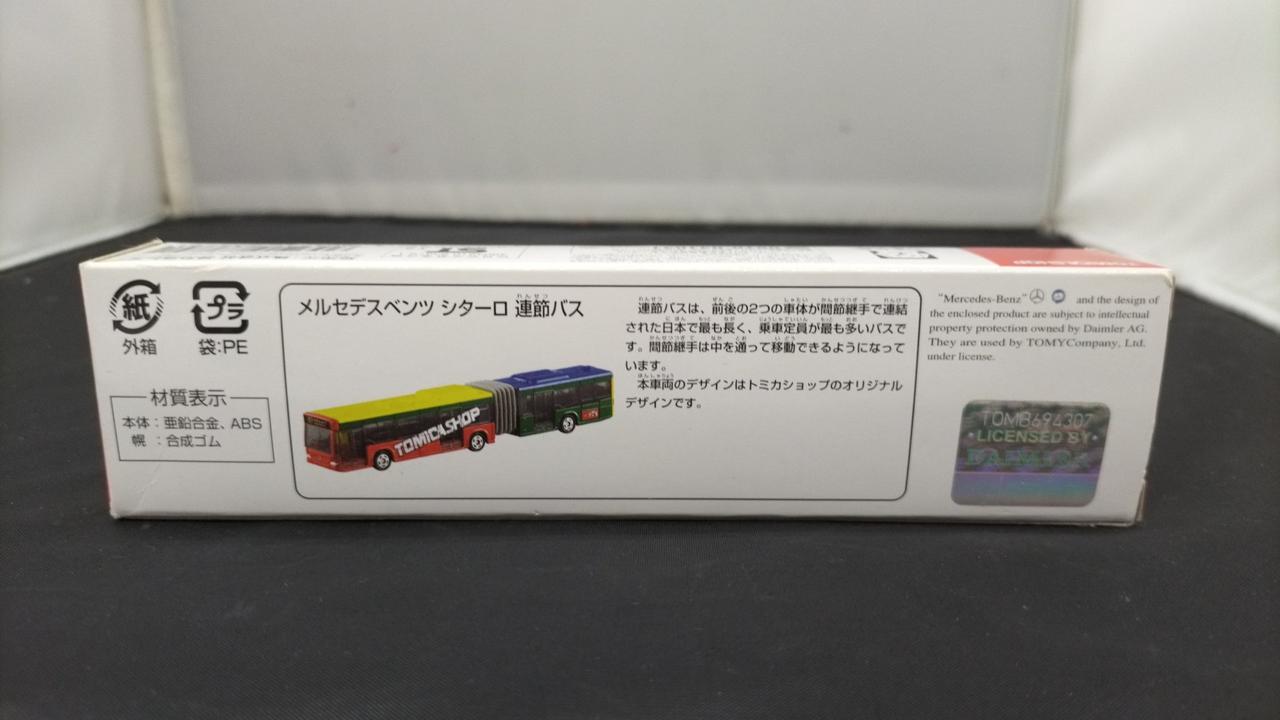 紙
外箱
プラ
袋:PE
材質表示
本体:亜鉛合金、ABS
幌 :合成ゴム
メルセデスベンツ シターロ 連節バス
TOMICASHOP
連節バスは、前後の2つの車体が間節継手で連結
された日本で最も長く、乗車定員が最も多いバスで
す。間節継手は中を通って移動できるようになって
います。
本車両のデザインはトミカショップのオリジナル
デザインです。
"Mercedes-Benz" and the design of
the enclosed product are subject to intellectual
property protection owned by Daimler AG.
They are used by TOMYCompany, Ltd.
under license.
TOMB694307
LICENSED BY